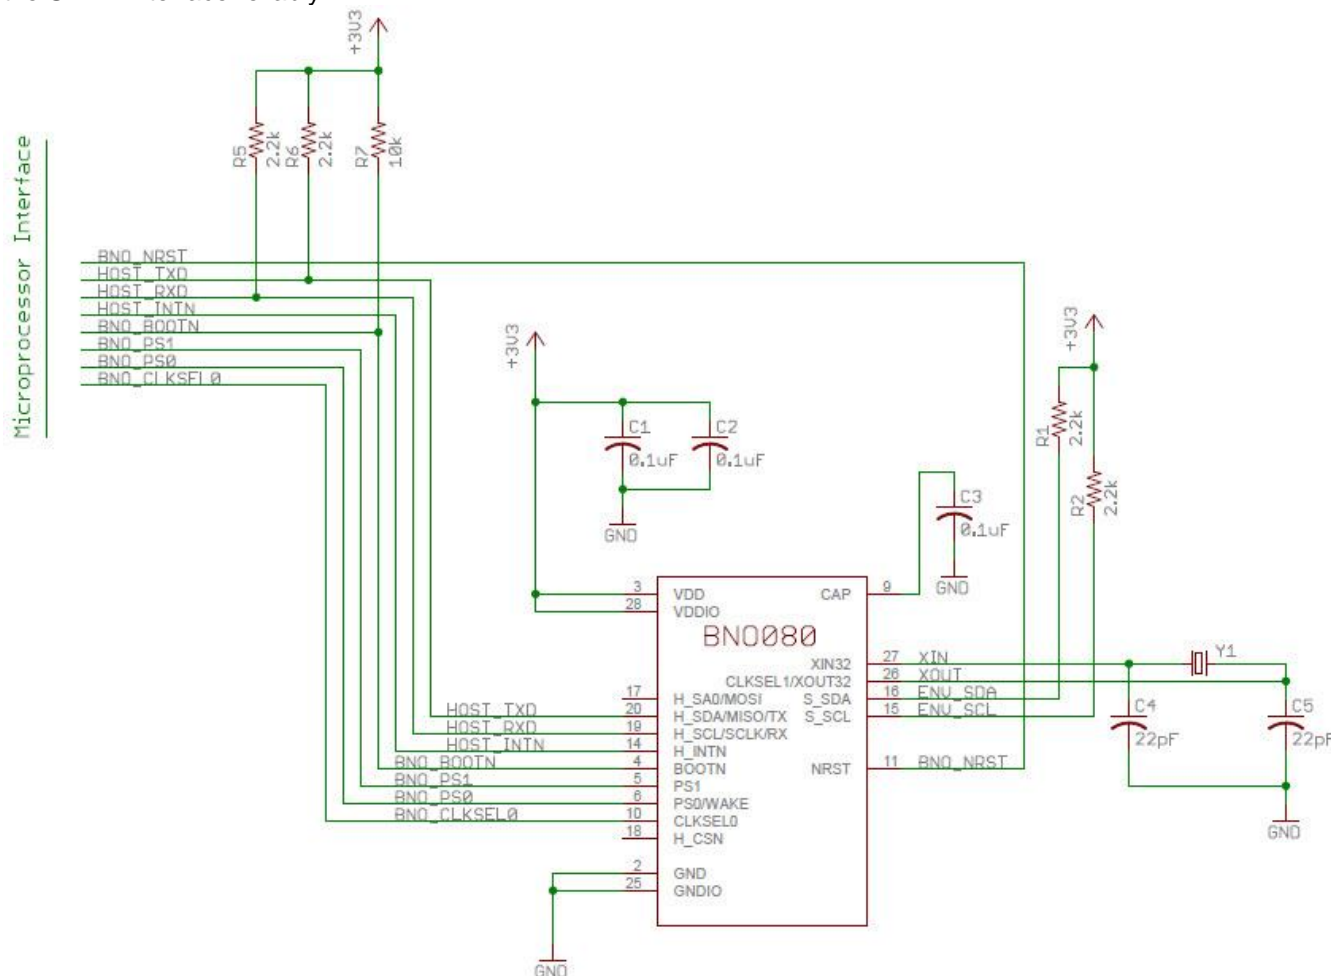 +3V3
R5
2.2k
R6
2.2k
R7
10k
Microprocessor Interface
BNO_NRST
HOST_TXD
HOST_RXD
HOST_INTN
BNO_BOOTN
BNO_PS1
BNO_PS0
BNO_CLKSEL0
+3V3
+3V3
C1
0.1uF
C2
0.1uF
GND
R1
2.2k
R2
2.2k
C3
0.1uF
GND
BNO080
3 VDD
28 VDDIO
CAP 9
XIN32 27 XIN
CLKSEL1/XOUT32 26 XOUT
17 H_SA0/MOSI
S_SDA 16 ENV_SDA
HOST_TXD 20 H_SDA/MISO/TX
S_SCL 15 ENV_SCL
HOST_RXD 19 H_SCL/SCLK/RX
HOST_INTN 14 H_INTN
BNO_BOOTN 4 BOOTN
NRST 11 BNO_NRST
BNO_PS1 5 PS1
BNO_PS0 6 PS0/WAKE
BNO_CLKSEL0 10 CLKSEL0
18 H_CSN
2 GND
25 GNDIO
GND
Y1
C4
22pF
C5
22pF
GND